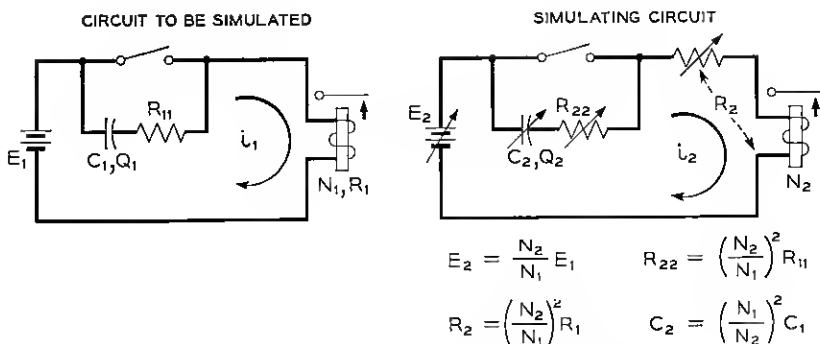 CIRCUIT TO BE SIMULATED
R₁₁
E₁
C₁,Q₁
i₁
N₁,R₁
SIMULATING CIRCUIT
E₂
R₂₂
R₂
C₂,Q₂
i₂
N₂
E₂ = N₂/N₁ E₁
R₂₂ = (N₂/N₁)² R₁₁
R₂ = (N₂/N₁)² R₁
C₂ = (N₁/N₂)² C₁